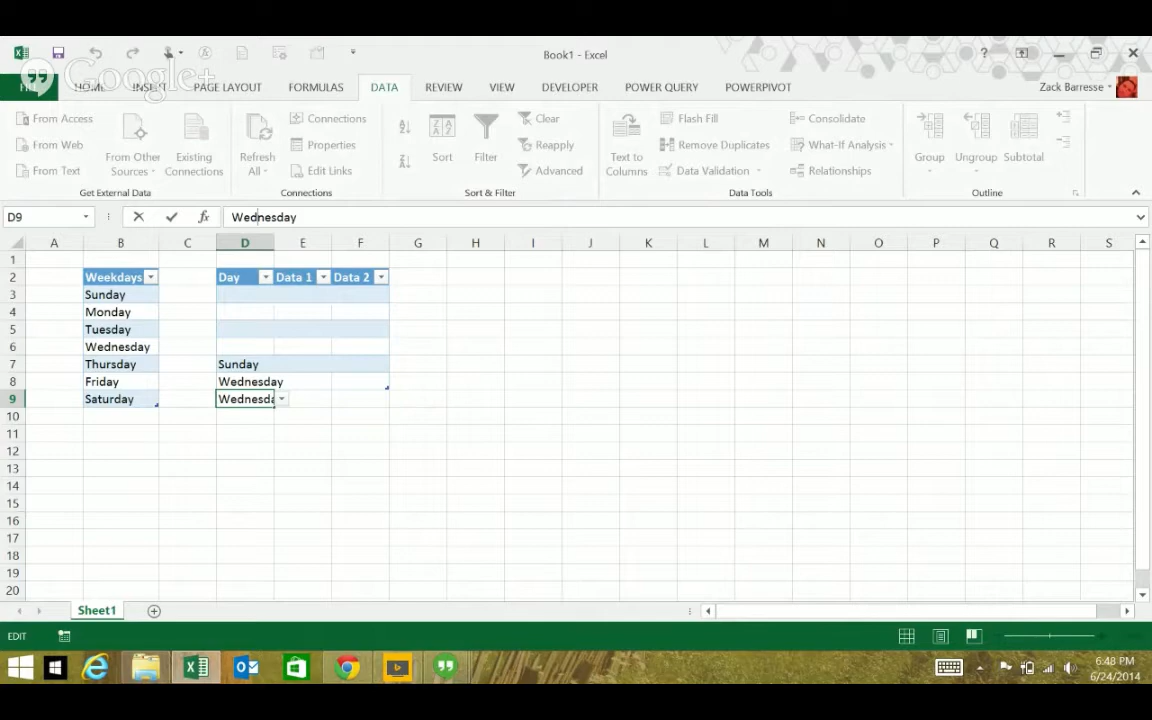 Book1 - Excel
Google+
HOME INSERT PAGE LAYOUT FORMULAS DATA REVIEW VIEW DEVELOPER POWER QUERY POWERPIVOT Zack Barresse
From Access
From Web
From Text
From Other Sources
Existing Connections
Get External Data
Refresh All
Connections
Properties
Edit Links
Connections
Sort
Filter
Clear
Reapply
Advanced
Sort & Filter
Text to Columns
Flash Fill
Remove Duplicates
Data Validation
Consolidate
What-If Analysis
Relationships
Data Tools
Group
Ungroup
Subtotal
Outline
D9 fx Wednesday
A B C D E F G H I J K L M N O P Q R S
1
2 Weekdays Day Data 1 Data 2
3 Sunday
4 Monday
5 Tuesday
6 Wednesday
7 Thursday Sunday
8 Friday Wednesday
9 Saturday Wednesda
10
11
12
13
14
15
16
17
18
19
20
Sheet1
EDIT
6:48 PM
6/24/2014